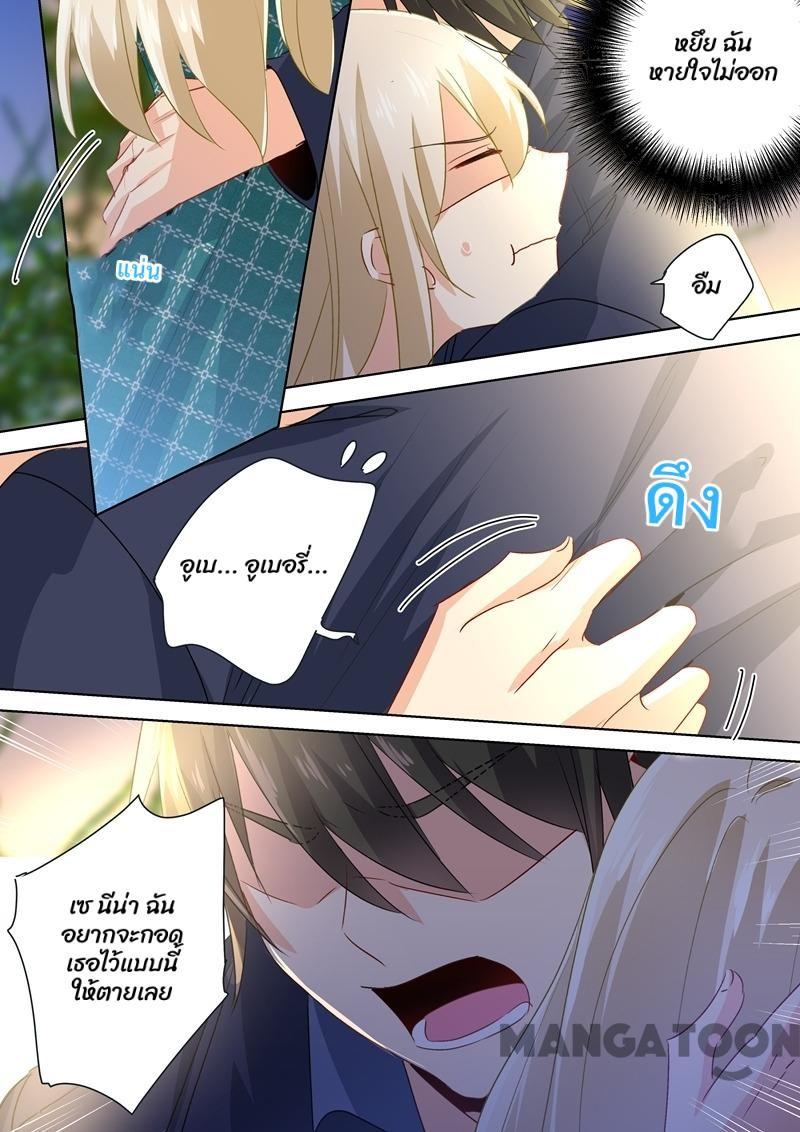 หยึย ฉัน
หายใจไม่ออก
แน่น
อืม
ดึง
อูเบ... อูเบอรี่...
เซ นีน่า ฉัน
อยากจะกอด
เธอไว้แบบนี้
ให้ตายเลย
MANGATOON